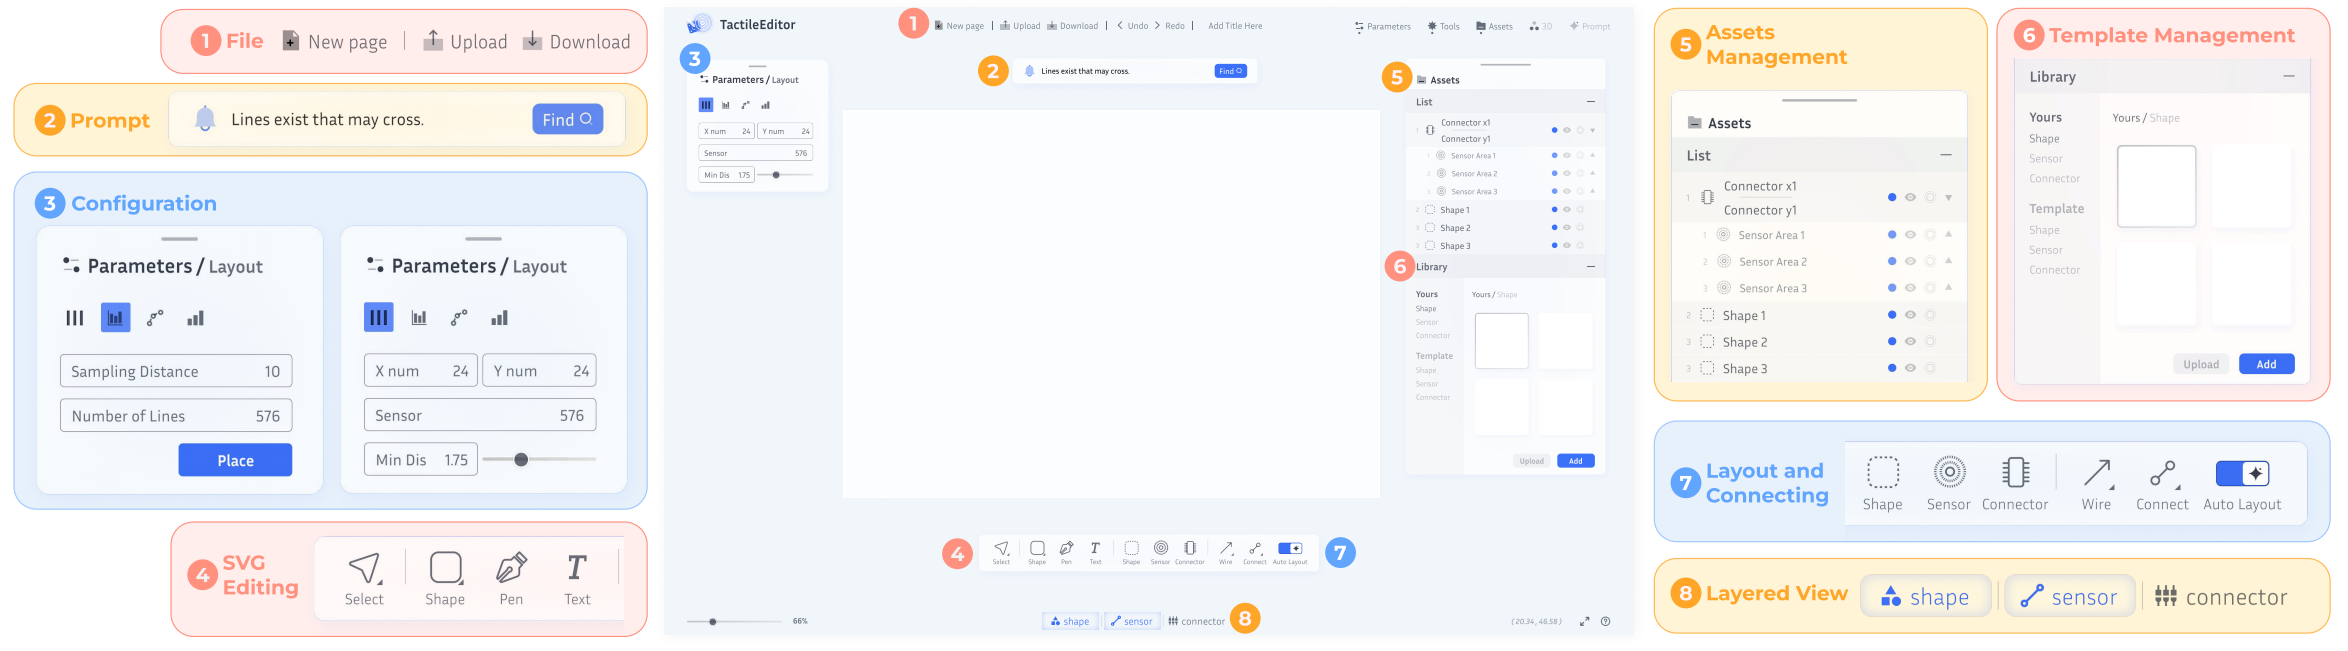 1 File New page Upload Download
2 Prompt Lines exist that may cross. Find
3 Configuration
Parameters / Layout
Sampling Distance 10
Number of Lines 576
Place
Parameters / Layout
X num 24 Y num 24
Sensor 576
Min Dis 1.75
4 SVG
Editing
Select Shape Pen Text
TactileEditor
1 New page Upload Download Undo Redo Add Title Here
Parameters Tools Assets 3D Prompt
2 Lines exist that may cross. Find
3
Parameters / Layout
X num 24 Y num 24
Sensor 576
Min Dis 1.75
5 Assets
List
1 Connector x1
Connector y1
1 Sensor Area 1
2 Sensor Area 2
3 Sensor Area 3
2 Shape 1
3 Shape 2
3 Shape 3
6 Library
Yours
Shape
Sensor
Connector
Template
Shape
Sensor
Connector
Yours / Shape
Upload Add
4 Select Shape Pen Text Shape Sensor Connector Wire Connect Auto Layout 7
66%
shape sensor connector 8
(20.34, 46.58)
5 Assets
Management
Assets
List
1 Connector x1
Connector y1
1 Sensor Area 1
2 Sensor Area 2
3 Sensor Area 3
2 Shape 1
3 Shape 2
3 Shape 3
6 Template Management
Library
Yours
Shape
Sensor
Connector
Template
Shape
Sensor
Connector
Yours / Shape
Upload Add
7 Layout and
Connecting
Shape Sensor Connector Wire Connect Auto Layout
8 Layered View shape sensor connector